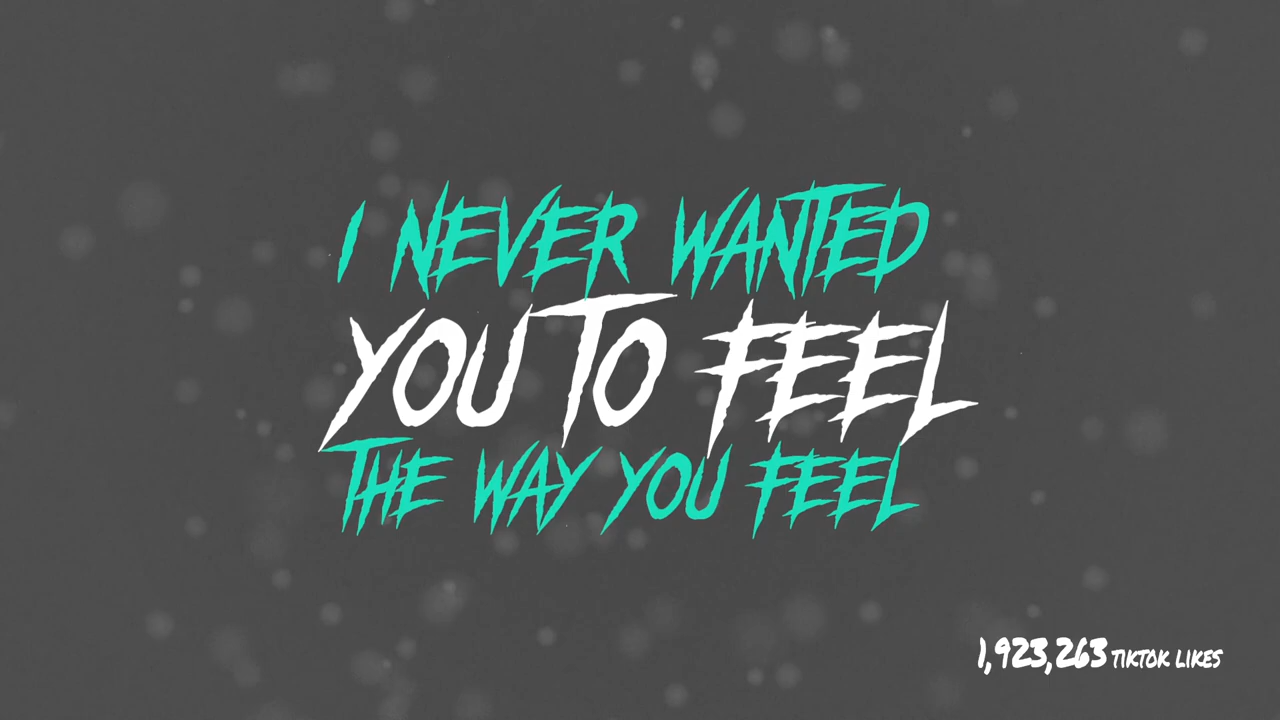 I NEVER WANTED
YOU TO FEEL
THE WAY YOU FEEL
1,923,263 TIKTOK LIKES